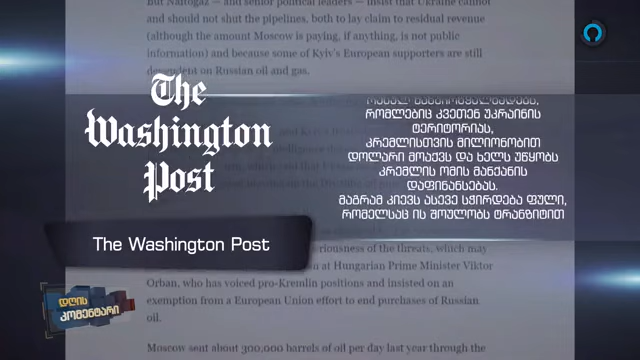 But Naftogaz — and senior political leaders — insist that Ukraine cannot
and should not shut the pipelines, both to lay claim to residual revenue
(although the amount Moscow is paying, if anything, is not public
information) and because some of Kyiv's European supporters are still
dependent on Russian oil and gas.
The
Washington
Post
The Washington Post
რომლებიც კვეთენ უკრაინის
ტერიტორიას,
კრემლისთვის მილიონობით
დოლარი მოაქვს და ხელს უწყობს
კრემლის ომის მანქანის
დაფინანსებას.
მაგრამ კიევს ასევე სჭირდება ფული,
რომელსაც ის შოულობს ტრანზიტით
seriousness of the threats, which may
at Hungarian Prime Minister Viktor
Orban, who has voiced pro-Kremlin positions and insisted on an
exemption from a European Union effort to end purchases of Russian
oil.
Moscow sent about 300,000 barrels of oil per day last year through the
დღის
კომენტარი